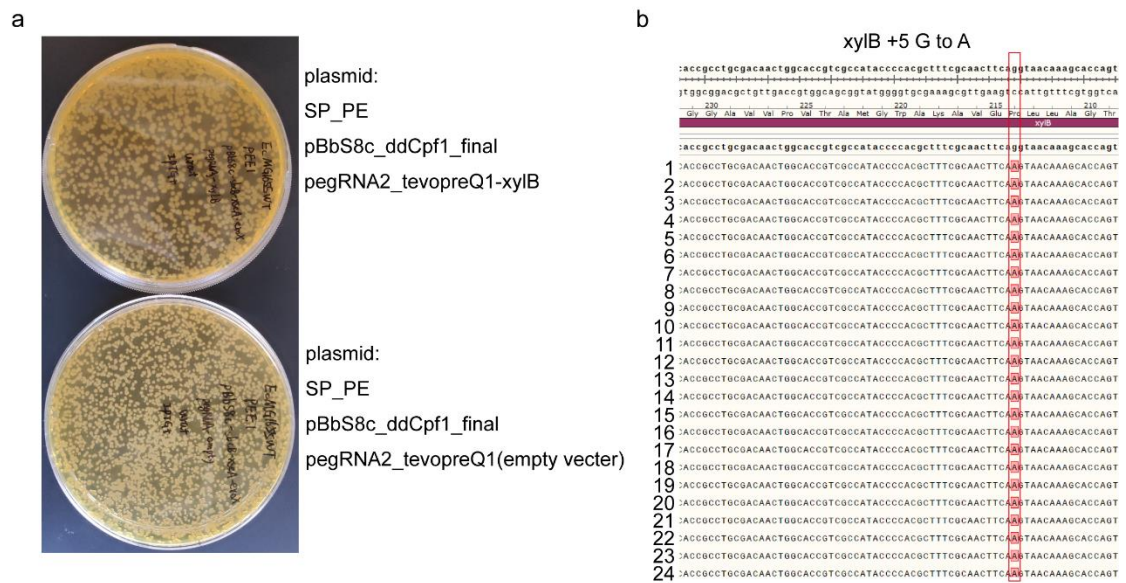 a
plasmid:
SP_PE
pBbS8c_ddCpf1_final
pegRNA2_tevopreQ1-xylB
plasmid:
SP_PE
pBbS8c_ddCpf1_final
pegRNA2_tevopreQ1(empty vecter)
b
xylB +5 G to A
caccgcctgcgacaactggcaccgtcgccataccccacgctttcgcaacttcaggtaacaaagcaccagt
gtggcggacgctgttgaccgtggcagcggtatggggtgcgaaagcgttgaagtccattgtttcgtggtca
230 225 220 215 210
Gly Gly Ala Val Val Pro Val Thr Ala Met Gly Trp Ala Lys Ala Val Glu Pro Leu Leu Ala Gly Thr
xylB
caccgcctgcgacaactggcaccgtcgccataccccacgctttcgcaacttcaggtaacaaagcaccagt
1 CACCGCCTGCGACAACTGGCACCGTCGCCATACCCCACGCTTTCGCAACTTCAAGTAACAAAGCACCAGT
2 CACCGCCTGCGACAACTGGCACCGTCGCCATACCCCACGCTTTCGCAACTTCAAGTAACAAAGCACCAGT
3 CACCGCCTGCGACAACTGGCACCGTCGCCATACCCCACGCTTTCGCAACTTCAAGTAACAAAGCACCAGT
4 CACCGCCTGCGACAACTGGCACCGTCGCCATACCCCACGCTTTCGCAACTTCAAGTAACAAAGCACCAGT
5 CACCGCCTGCGACAACTGGCACCGTCGCCATACCCCACGCTTTCGCAACTTCAAGTAACAAAGCACCAGT
6 CACCGCCTGCGACAACTGGCACCGTCGCCATACCCCACGCTTTCGCAACTTCAAGTAACAAAGCACCAGT
7 CACCGCCTGCGACAACTGGCACCGTCGCCATACCCCACGCTTTCGCAACTTCAAGTAACAAAGCACCAGT
8 CACCGCCTGCGACAACTGGCACCGTCGCCATACCCCACGCTTTCGCAACTTCAAGTAACAAAGCACCAGT
9 CACCGCCTGCGACAACTGGCACCGTCGCCATACCCCACGCTTTCGCAACTTCAAGTAACAAAGCACCAGT
10 CACCGCCTGCGACAACTGGCACCGTCGCCATACCCCACGCTTTCGCAACTTCAAGTAACAAAGCACCAGT
11 CACCGCCTGCGACAACTGGCACCGTCGCCATACCCCACGCTTTCGCAACTTCAAGTAACAAAGCACCAGT
12 CACCGCCTGCGACAACTGGCACCGTCGCCATACCCCACGCTTTCGCAACTTCAAGTAACAAAGCACCAGT
13 CACCGCCTGCGACAACTGGCACCGTCGCCATACCCCACGCTTTCGCAACTTCAAGTAACAAAGCACCAGT
14 CACCGCCTGCGACAACTGGCACCGTCGCCATACCCCACGCTTTCGCAACTTCAAGTAACAAAGCACCAGT
15 CACCGCCTGCGACAACTGGCACCGTCGCCATACCCCACGCTTTCGCAACTTCAAGTAACAAAGCACCAGT
16 CACCGCCTGCGACAACTGGCACCGTCGCCATACCCCACGCTTTCGCAACTTCAAGTAACAAAGCACCAGT
17 CACCGCCTGCGACAACTGGCACCGTCGCCATACCCCACGCTTTCGCAACTTCAAGTAACAAAGCACCAGT
18 CACCGCCTGCGACAACTGGCACCGTCGCCATACCCCACGCTTTCGCAACTTCAAGTAACAAAGCACCAGT
19 CACCGCCTGCGACAACTGGCACCGTCGCCATACCCCACGCTTTCGCAACTTCAAGTAACAAAGCACCAGT
20 CACCGCCTGCGACAACTGGCACCGTCGCCATACCCCACGCTTTCGCAACTTCAAGTAACAAAGCACCAGT
21 CACCGCCTGCGACAACTGGCACCGTCGCCATACCCCACGCTTTCGCAACTTCAAGTAACAAAGCACCAGT
22 CACCGCCTGCGACAACTGGCACCGTCGCCATACCCCACGCTTTCGCAACTTCAAGTAACAAAGCACCAGT
23 CACCGCCTGCGACAACTGGCACCGTCGCCATACCCCACGCTTTCGCAACTTCAAGTAACAAAGCACCAGT
24 CACCGCCTGCGACAACTGGCACCGTCGCCATACCCCACGCTTTCGCAACTTCAAGTAACAAAGCACCAGT